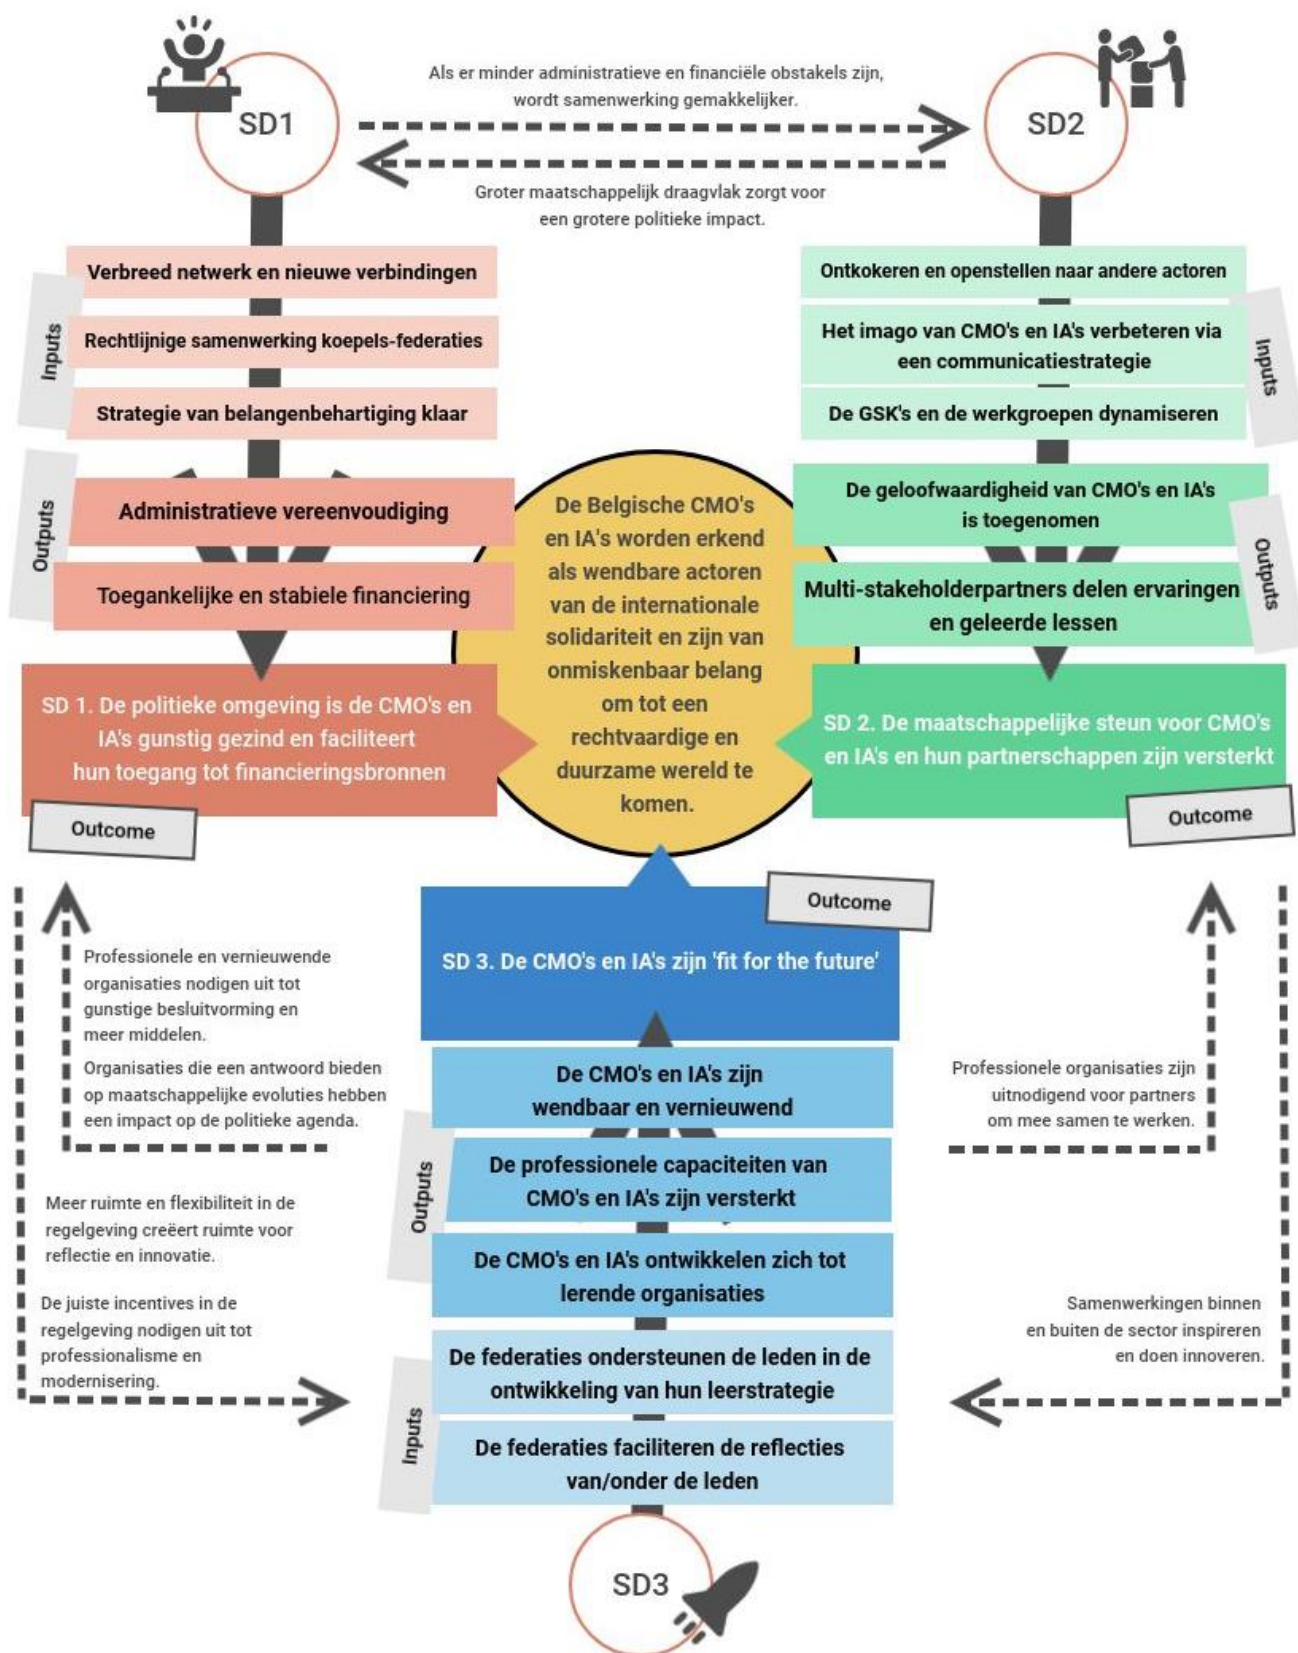 SD1
Als er minder administratieve en financiële obstakels zijn,
wordt samenwerking gemakkelijker.
SD2
Groter maatschappelijk draagvlak zorgt voor
een grotere politieke impact.
Inputs
Verbreed netwerk en nieuwe verbindingen
Rechtlijnige samenwerking koepels-federaties
Strategie van belangenbehartiging klaar
Outputs
Administratieve vereenvoudiging
Toegankelijke en stabiele financiering
SD 1. De politieke omgeving is de CMO's en
IA's gunstig gezind en faciliteert
hun toegang tot financieringsbronnen
Outcome
De Belgische CMO's
en IA's worden erkend
als wendbare actoren
van de internationale
solidariteit en zijn van
onmiskenbaar belang
om tot een
rechtvaardige en
duurzame wereld te
komen.
Ontkokeren en openstellen naar andere actoren
Het imago van CMO's en IA's verbeteren via
een communicatiestrategie
De GSK's en de werkgroepen dynamiseren
Inputs
De geloofwaardigheid van CMO's en IA's
is toegenomen
Multi-stakeholderpartners delen ervaringen
en geleerde lessen
Outputs
SD 2. De maatschappelijke steun voor CMO's
en IA's en hun partnerschappen zijn versterkt
Outcome
Professionele en vernieuwende
organisaties nodigen uit tot
gunstige besluitvorming en
meer middelen.
Organisaties die een antwoord bieden
op maatschappelijke evoluties hebben
een impact op de politieke agenda.
Meer ruimte en flexibiliteit in de
regelgeving creëert ruimte voor
reflectie en innovatie.
De juiste incentives in de
regelgeving nodigen uit tot
professionalisme en
modernisering.
Outcome
SD 3. De CMO's en IA's zijn 'fit for the future'
De CMO's en IA's zijn
wendbaar en vernieuwend
Outputs
De professionele capaciteiten van
CMO's en IA's zijn versterkt
De CMO's en IA's ontwikkelen zich tot
lerende organisaties
Inputs
De federaties ondersteunen de leden in de
ontwikkeling van hun leerstrategie
De federaties faciliteren de reflecties
van/onder de leden
Professionele organisaties zijn
uitnodigend voor partners
om mee samen te werken.
Samenwerkingen binnen
en buiten de sector inspireren
en doen innoveren.
SD3